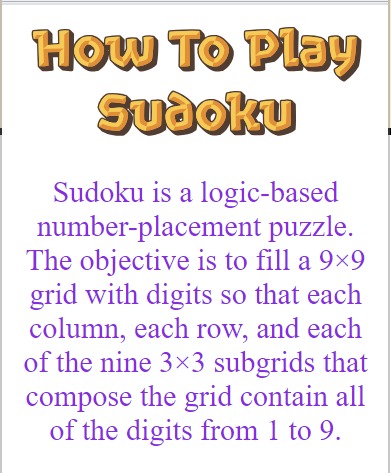 How To Play
Sudoku
Sudoku is a logic-based
number-placement puzzle.
The objective is to fill a 9×9
grid with digits so that each
column, each row, and each
of the nine 3×3 subgrids that
compose the grid contain all
of the digits from 1 to 9.